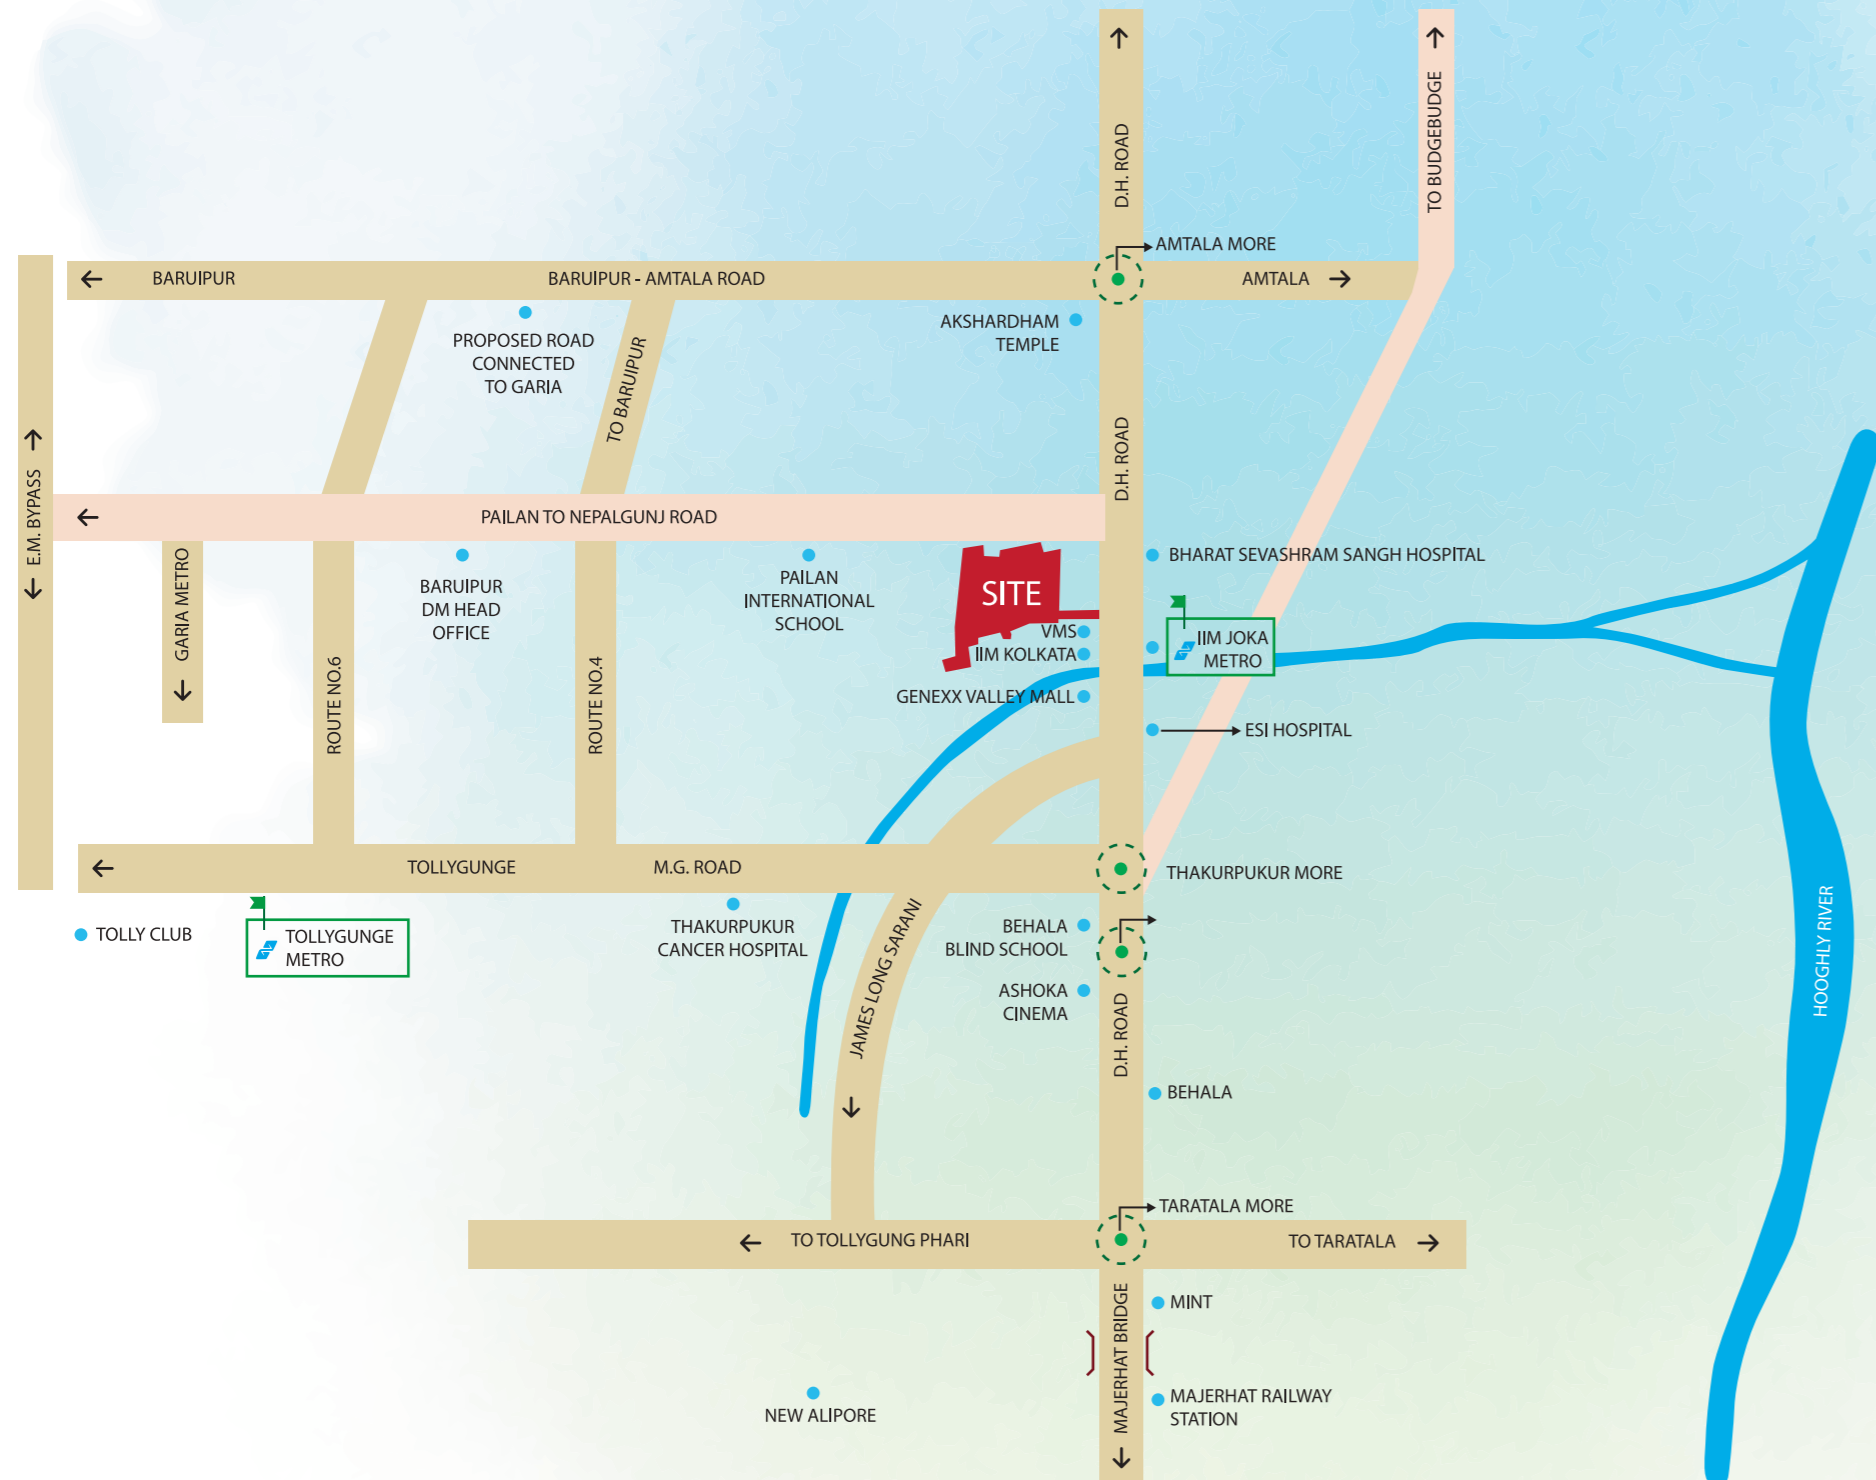 D.H. ROAD
TO BUDGEBUDGE
AMTALA MORE
BARUIPUR
BARUIPUR - AMTALA ROAD
AMTALA
PROPOSED ROAD
CONNECTED
TO GARIA
TO BARUIPUR
AKSHARDHAM
TEMPLE
D.H. ROAD
E.M. BYPASS
PAILAN TO NEPALGUNJ ROAD
GARIA METRO
BARUIPUR
DM HEAD
OFFICE
PAILAN
INTERNATIONAL
SCHOOL
SITE
BHARAT SEVASHRAM SANGH HOSPITAL
VMS
IIM KOLKATA
IIM JOKA
METRO
GENEXX VALLEY MALL
ESI HOSPITAL
ROUTE NO.6
ROUTE NO.4
TOLLYGUNGE
M.G. ROAD
THAKURPUKUR MORE
TOLLY CLUB
TOLLYGUNGE
METRO
THAKURPUKUR
CANCER HOSPITAL
JAMES LONG SARANI
BEHALA
BLIND SCHOOL
ASHOKA
CINEMA
D.H. ROAD
BEHALA
HOOGHLY RIVER
TARATALA MORE
TO TOLLYGUNG PHARI
TO TARATALA
MAJERHAT BRIDGE
MINT
NEW ALIPORE
MAJERHAT RAILWAY
STATION